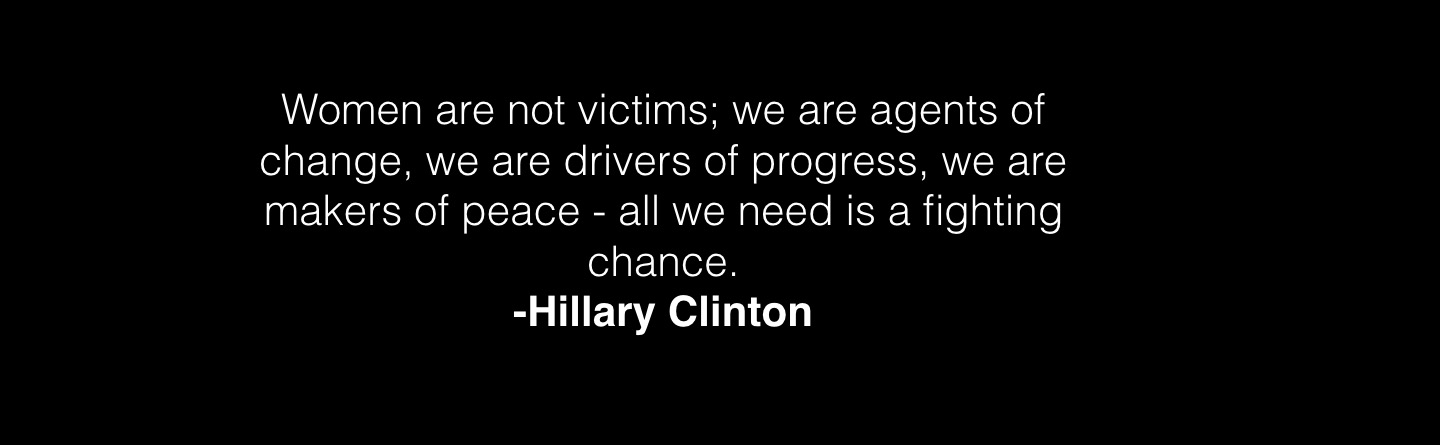 Women are not victims; we are agents of
change, we are drivers of progress, we are
makers of peace - all we need is a fighting
chance.
-Hillary Clinton